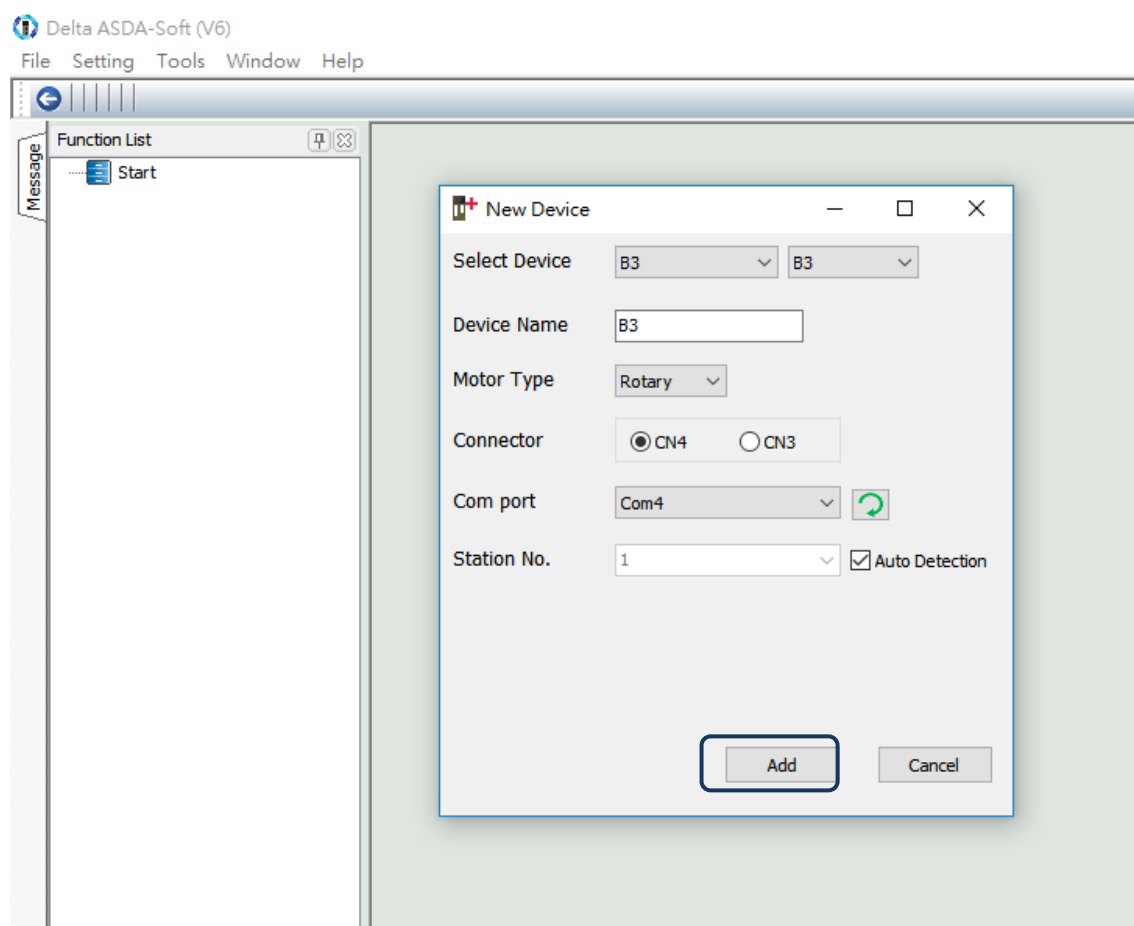 Delta ASDA-Soft (V6)
File Setting Tools Window Help
Message
Function List
Start
New Device
Select Device B3 B3
Device Name B3
Motor Type Rotary
Connector CN4 CN3
Com port Com4
Station No. 1 Auto Detection
Add Cancel